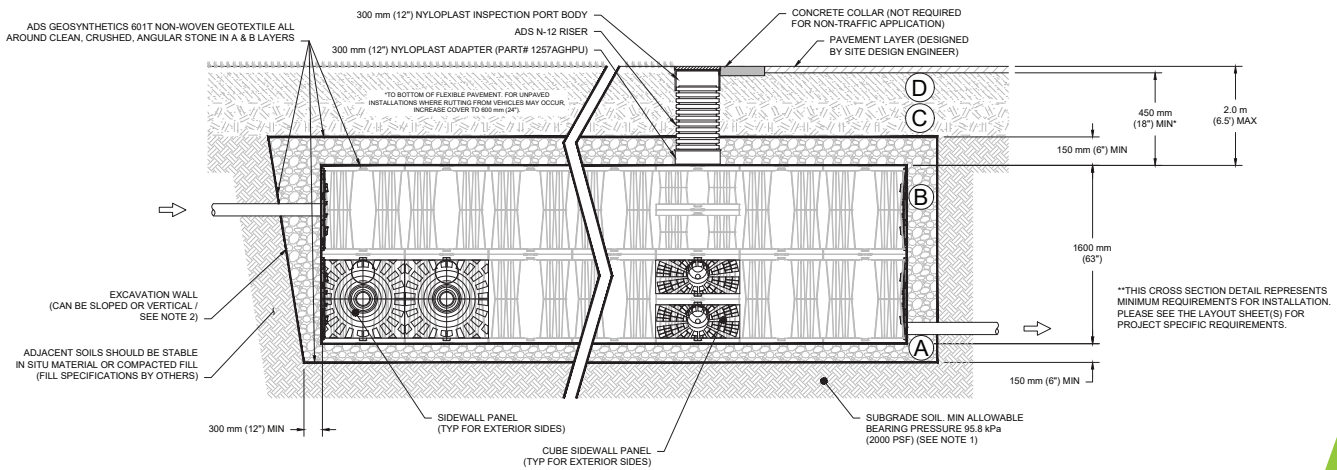 ADS GEOSYNTHETICS 601T NON-WOVEN GEOTEXTILE ALL
AROUND CLEAN, CRUSHED, ANGULAR STONE IN A & B LAYERS
300 mm (12") NYLOPLAST INSPECTION PORT BODY
ADS N-12 RISER
300 mm (12") NYLOPLAST ADAPTER (PART# 1257AGHPU)
CONCRETE COLLAR (NOT REQUIRED
FOR NON-TRAFFIC APPLICATION)
PAVEMENT LAYER (DESIGNED
BY SITE DESIGN ENGINEER)
*TO BOTTOM OF FLEXIBLE PAVEMENT. FOR UNPAVED
INSTALLATIONS WHERE RUTTING FROM VEHICLES MAY OCCUR,
INCREASE COVER TO 600 mm (24").
D
C
B
A
450 mm
(18") MIN*
2.0 m
(6.5') MAX
150 mm (6") MIN
1600 mm
(63")
**THIS CROSS SECTION DETAIL REPRESENTS
MINIMUM REQUIREMENTS FOR INSTALLATION.
PLEASE SEE THE LAYOUT SHEET(S) FOR
PROJECT SPECIFIC REQUIREMENTS.
150 mm (6") MIN
EXCAVATION WALL
(CAN BE SLOPED OR VERTICAL /
SEE NOTE 2)
ADJACENT SOILS SHOULD BE STABLE
IN SITU MATERIAL OR COMPACTED FILL
(FILL SPECIFICATIONS BY OTHERS)
300 mm (12") MIN
SIDEWALL PANEL
(TYP FOR EXTERIOR SIDES)
CUBE SIDEWALL PANEL
(TYP FOR EXTERIOR SIDES)
SUBGRADE SOIL. MIN ALLOWABLE
BEARING PRESSURE 95.8 kPa
(2000 PSF) (SEE NOTE 1)